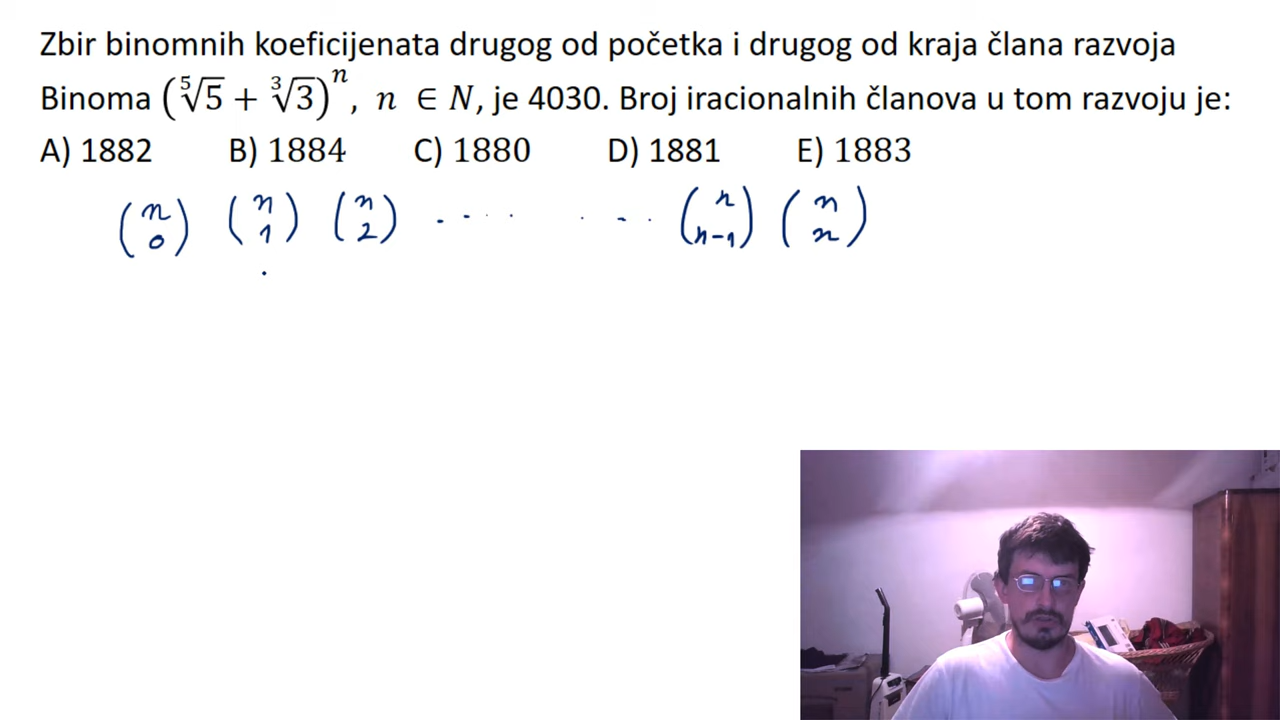 Zbir binomnih koeficijenata drugog od početka i drugog od kraja člana razvoja
Binoma (⁵√5 + ³√3)ⁿ, n ∈ N, je 4030. Broj iracionalnih članova u tom razvoju je:
A) 1882 B) 1884 C) 1880 D) 1881 E) 1883
(n 0) (n 1) (n 2) ..... ... (n n-1) (n n)